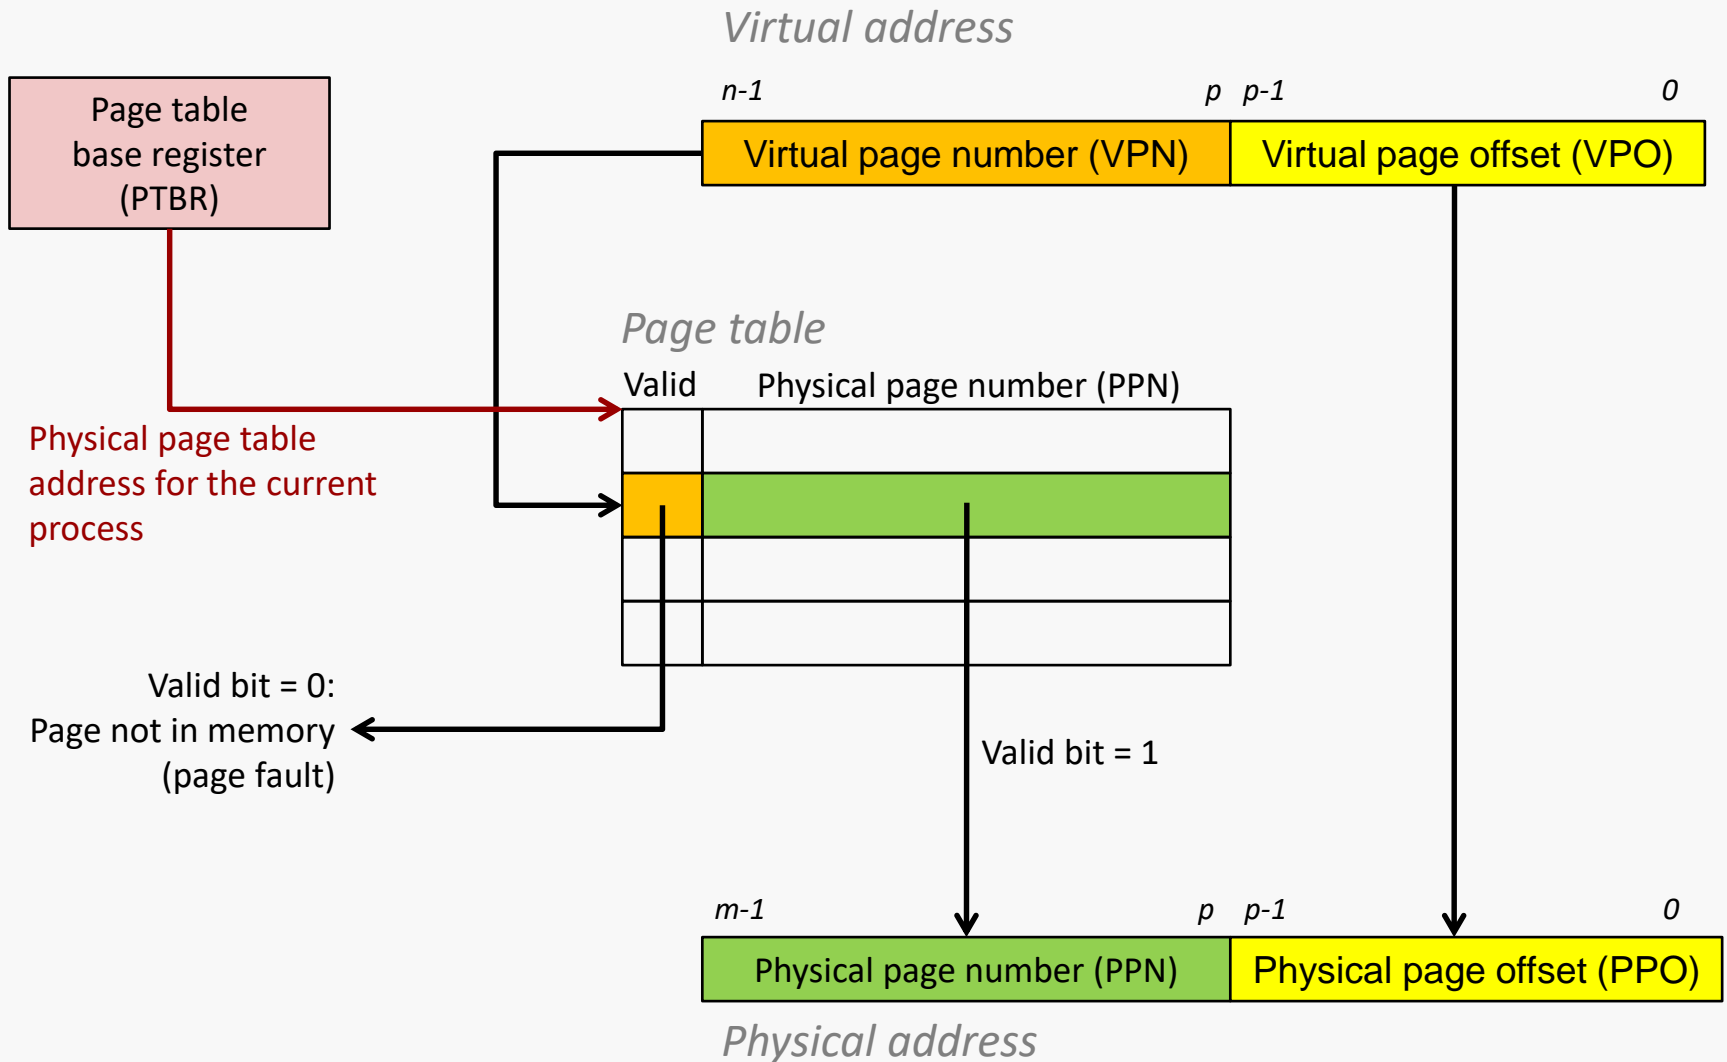 Virtual address
n-1
p
p-1
0
Page table
base register
(PTBR)
Virtual page number (VPN)
Virtual page offset (VPO)
Page table
Valid
Physical page number (PPN)
Physical page table
address for the current
process
Valid bit = 0:
Page not in memory
(page fault)
Valid bit = 1
m-1
p
p-1
0
Physical page number (PPN)
Physical page offset (PPO)
Physical address